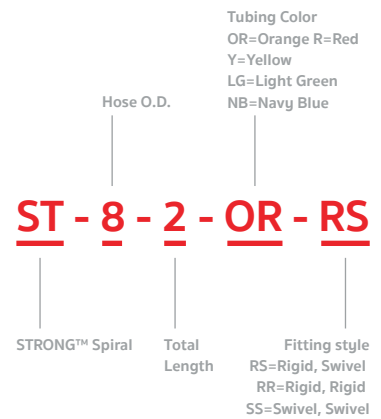 Tubing Color
OR=Orange R=Red
Y=Yellow
LG=Light Green
NB=Navy Blue
Hose O.D.
ST - 8 - 2 - OR - RS
STRONG™ Spiral
Total
Length
Fitting style
RS=Rigid, Swivel
RR=Rigid, Rigid
SS=Swivel, Swivel